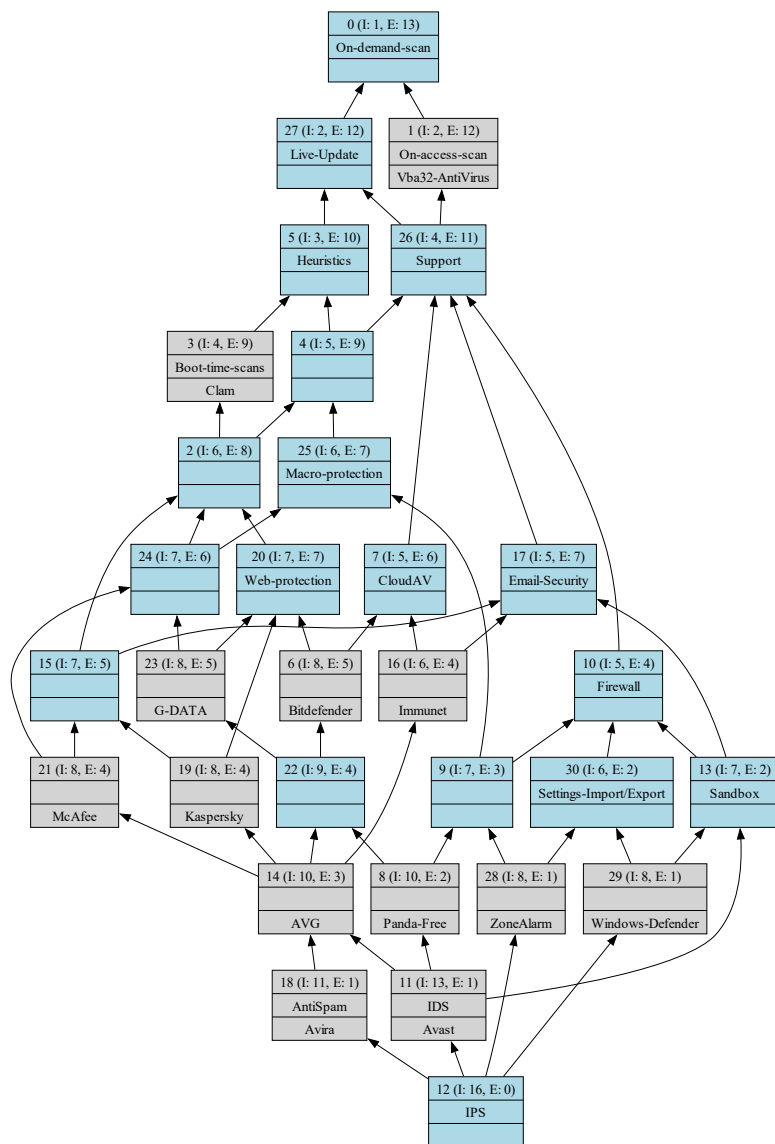 0 (I: 1, E: 13)
On-demand-scan
27 (I: 2, E: 12)
Live-Update
1 (I: 2, E: 12)
On-access-scan
Vba32-AntiVirus
5 (I: 3, E: 10)
Heuristics
26 (I: 4, E: 11)
Support
3 (I: 4, E: 9)
Boot-time-scans
Clam
4 (I: 5, E: 9)
2 (I: 6, E: 8)
25 (I: 6, E: 7)
Macro-protection
24 (I: 7, E: 6)
20 (I: 7, E: 7)
Web-protection
7 (I: 5, E: 6)
CloudAV
17 (I: 5, E: 7)
Email-Security
15 (I: 7, E: 5)
23 (I: 8, E: 5)
G-DATA
6 (I: 8, E: 5)
Bitdefender
16 (I: 6, E: 4)
Immunet
10 (I: 5, E: 4)
Firewall
21 (I: 8, E: 4)
McAfee
19 (I: 8, E: 4)
Kaspersky
22 (I: 9, E: 4)
9 (I: 7, E: 3)
30 (I: 6, E: 2)
Settings-Import/Export
13 (I: 7, E: 2)
Sandbox
14 (I: 10, E: 3)
AVG
8 (I: 10, E: 2)
Panda-Free
28 (I: 8, E: 1)
ZoneAlarm
29 (I: 8, E: 1)
Windows-Defender
18 (I: 11, E: 1)
AntiSpam
Avira
11 (I: 13, E: 1)
IDS
Avast
12 (I: 16, E: 0)
IPS